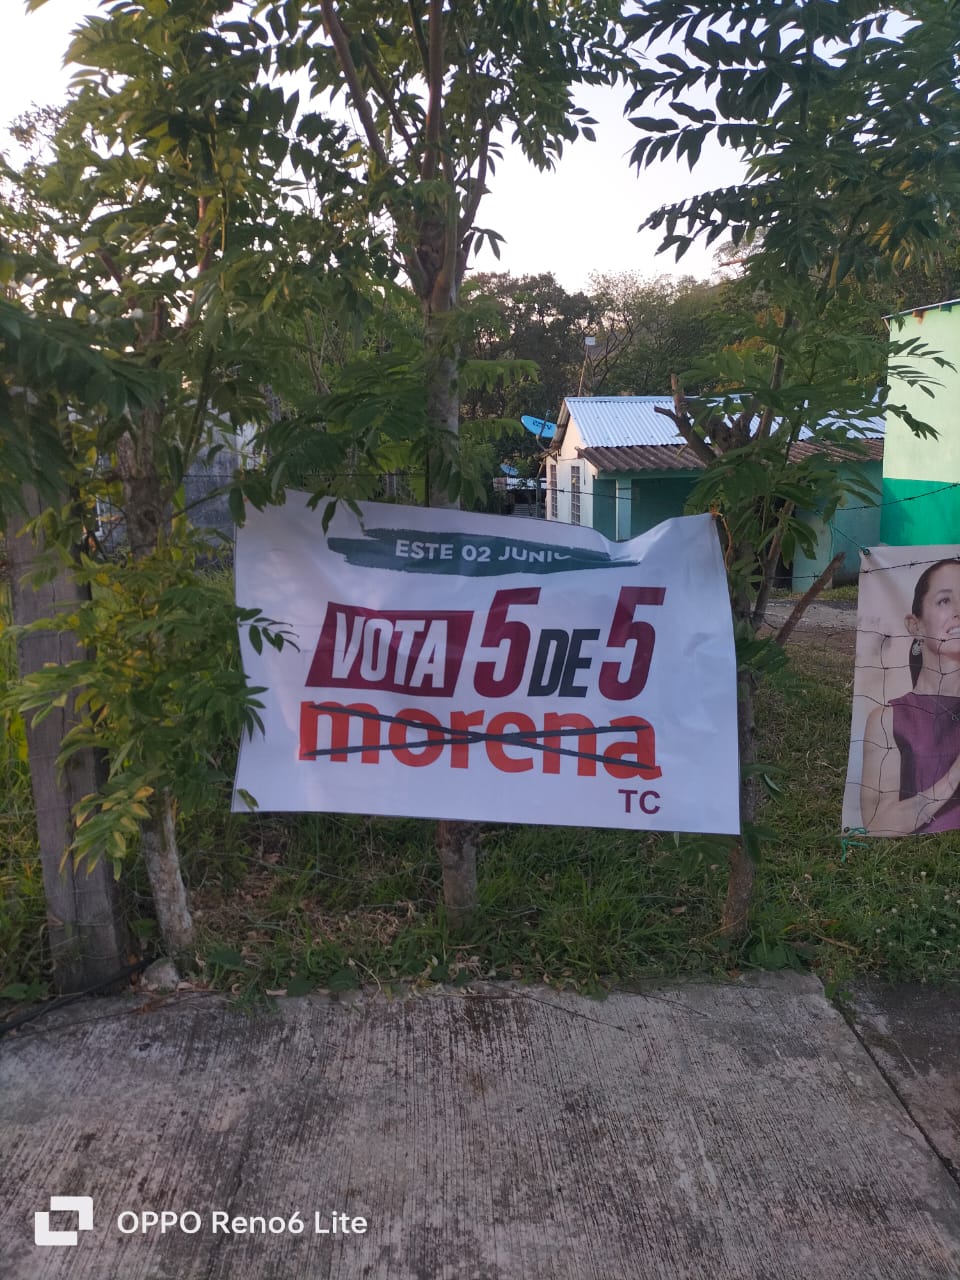 ESTE 02 JUNIO
VOTA 5 DE 5
morena
TC
OPPO Reno6 Lite